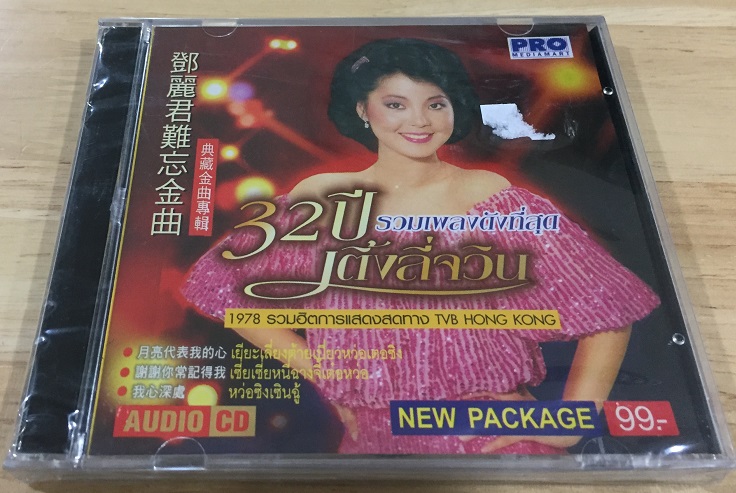 鄧麗君難忘金曲
典藏金曲專輯
PRO
MEDIAMART
32 ปี รวมเพลงดังที่สุด
เติ้งลี่จวิน
1978 รวมฮิตการแสดงสดทาง TVB HONG KONG
• 月亮代表我的心 เยี่ยะเลี่ยงต้ายเปี่ยวหว่อเตอซิง
• 謝謝你常記得我 เซี่ยเซี่ยหนี่ฉางจี้เตอหว่อ
• 我心深處 หว่อซิงเซินฉู้
AUDIO CD
NEW PACKAGE 99.-